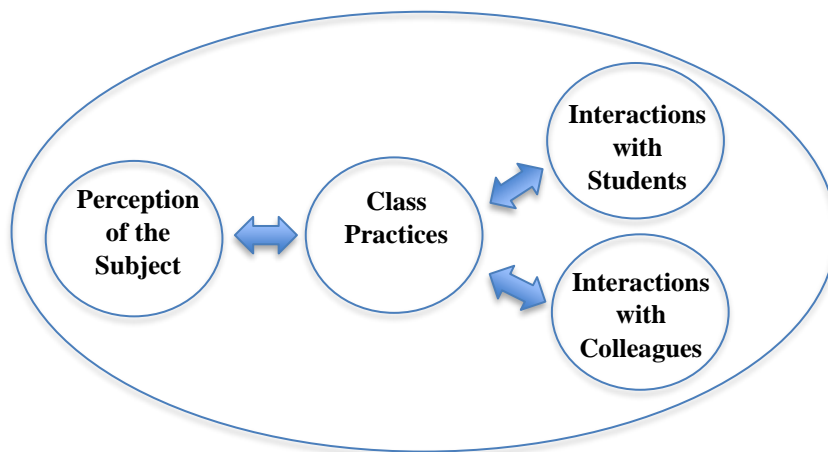 Perception
of the
Subject
Class
Practices
Interactions
with
Students
Interactions
with
Colleagues